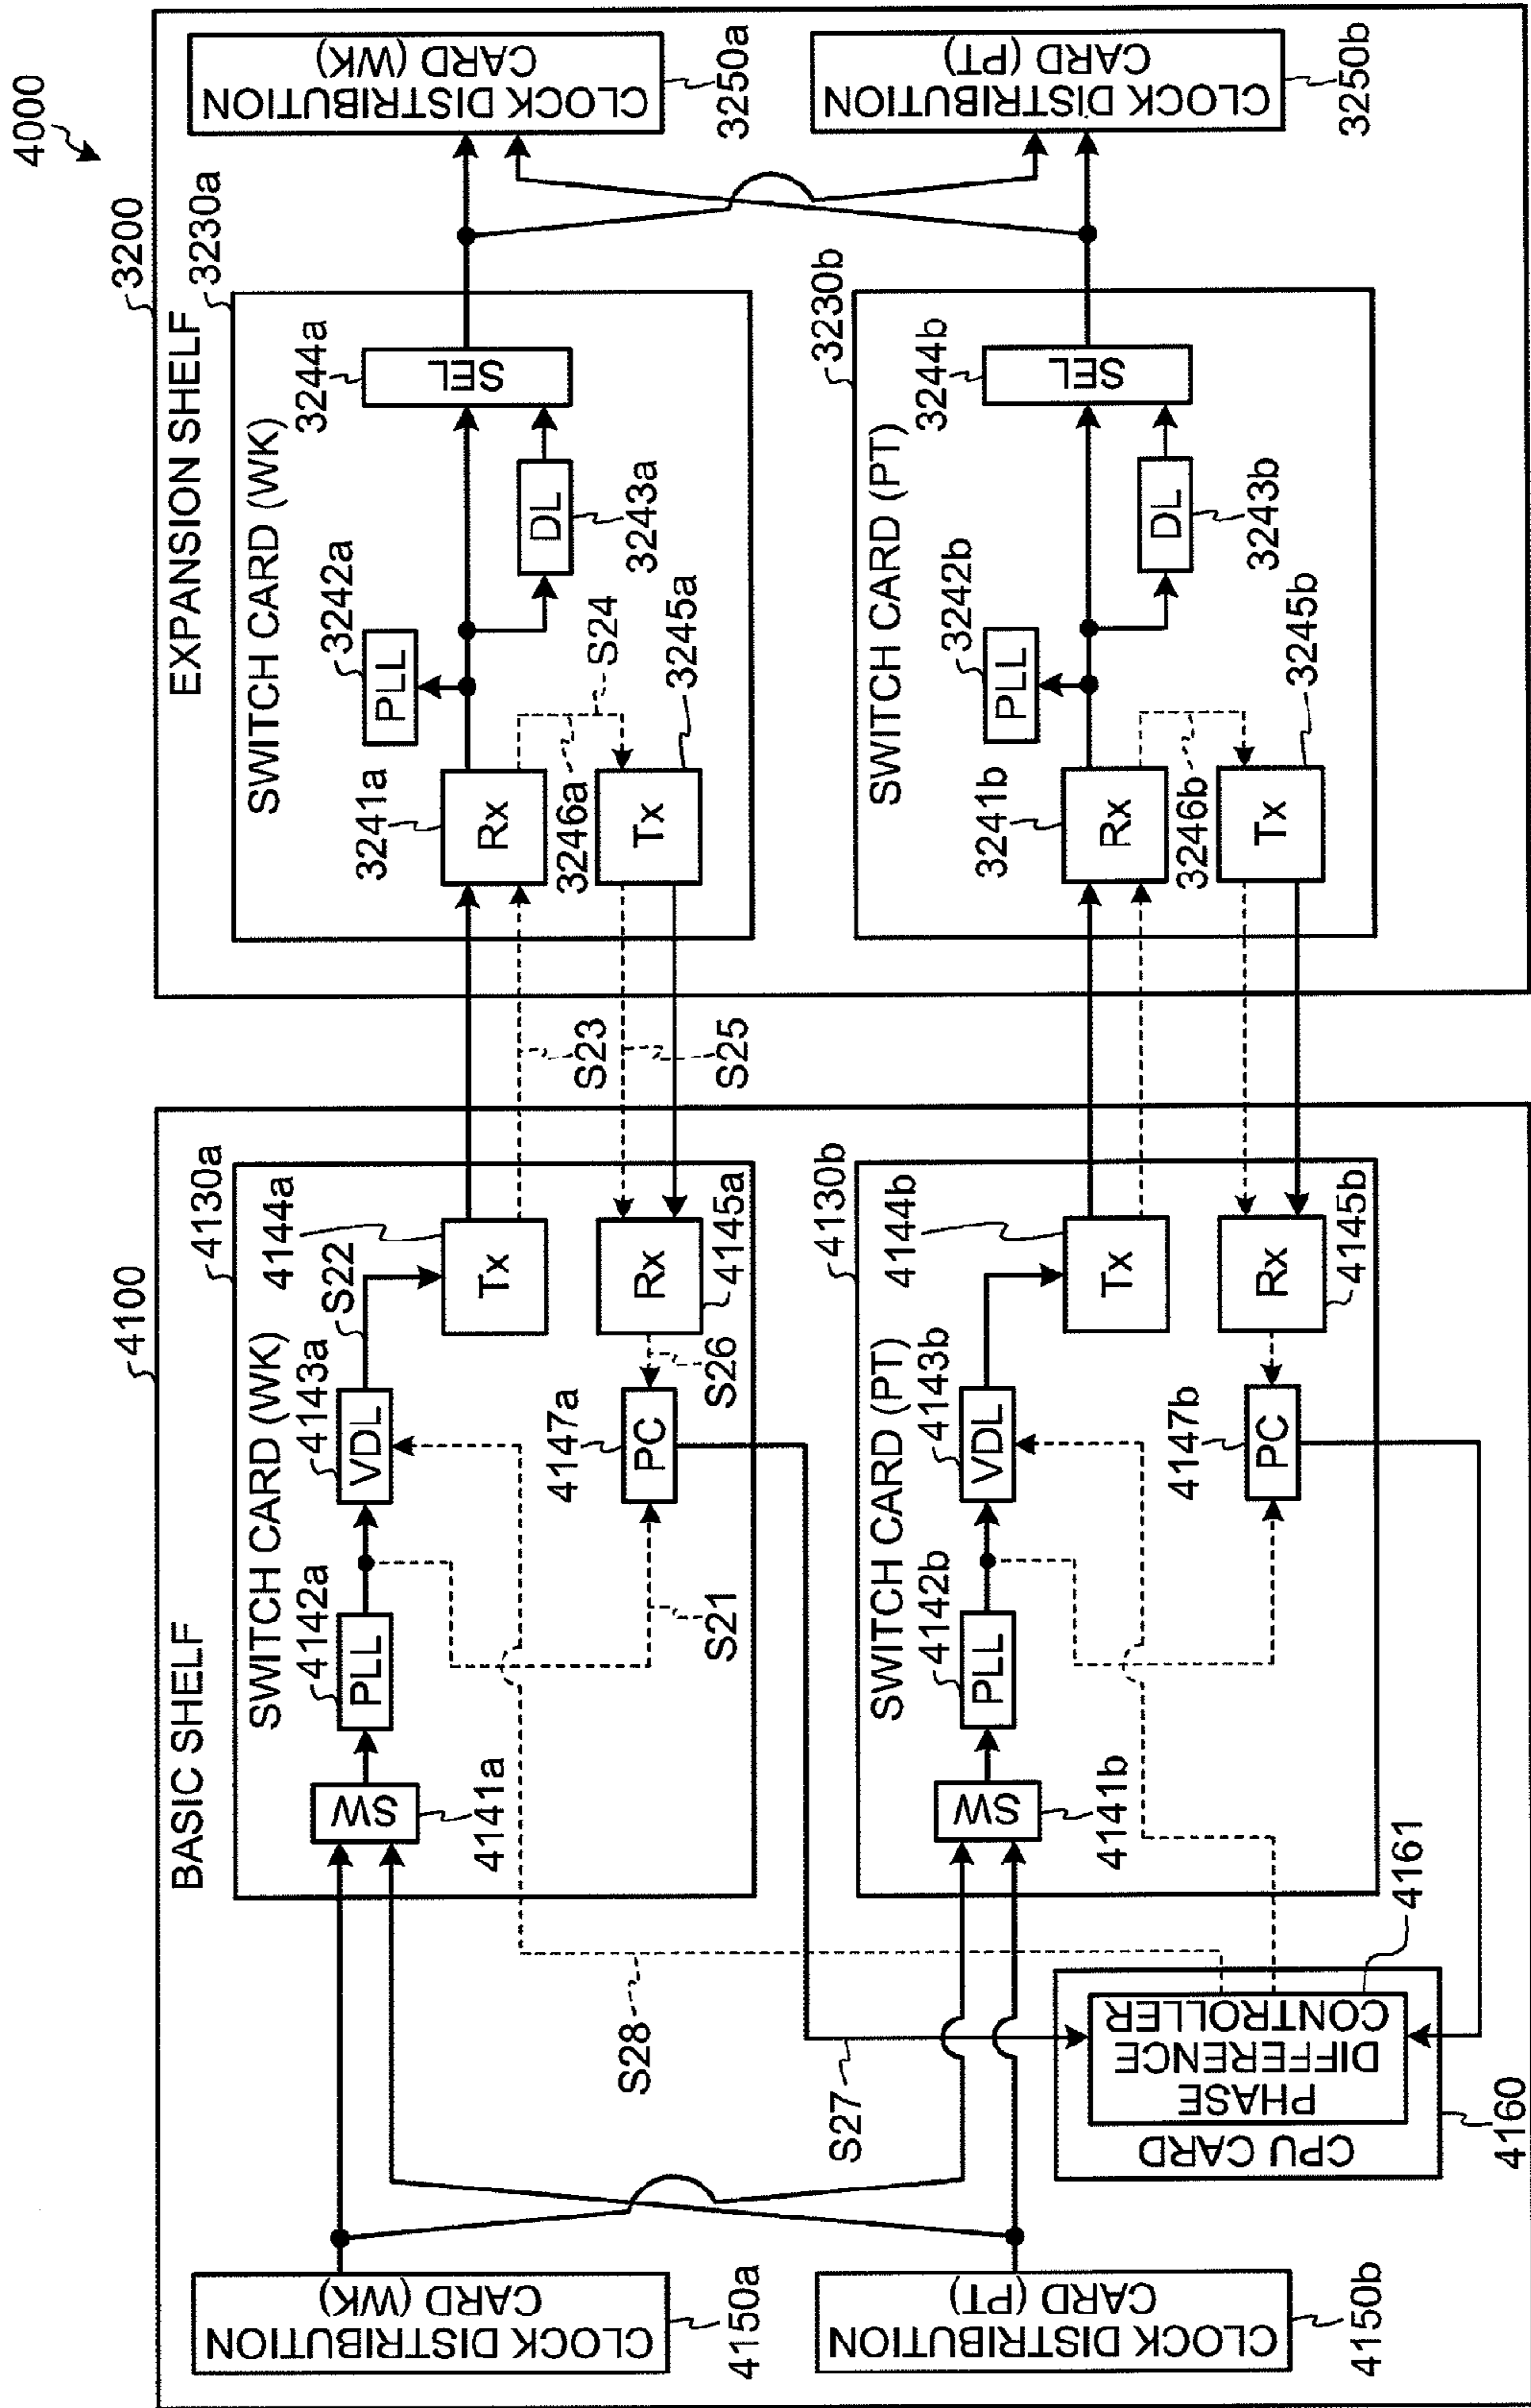 4000
4100
BASIC SHELF
4130a
SWITCH CARD (WK)
4142a
4143a
S22
4144a
SW
PLL
VDL
Tx
4141a
S21
4147a
PC
S26
Rx
4145a
4130b
SWITCH CARD (PT)
4142b
4143b
4144b
SW
PLL
VDL
Tx
4141b
4147b
PC
Rx
4145b
CLOCK DISTRIBUTION
CARD (WK)
4150a
CLOCK DISTRIBUTION
CARD (PT)
4150b
S28
S27
CPU CARD
PHASE
DIFFERENCE
CONTROLLER
4160
4161
S23
S25
3200
EXPANSION SHELF
3230a
SWITCH CARD (WK)
3241a
3242a
3244a
PLL
Rx
SEL
DL
3243a
3246a
S24
Tx
3245a
3230b
SWITCH CARD (PT)
3241b
3242b
3244b
PLL
Rx
SEL
DL
3243b
3246b
Tx
3245b
CLOCK DISTRIBUTION
CARD (WK)
3250a
CLOCK DISTRIBUTION
CARD (PT)
3250b